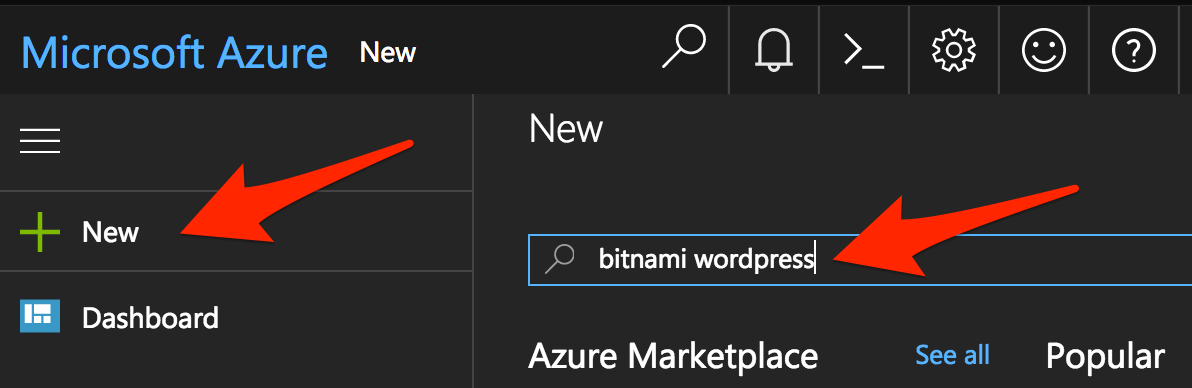 Microsoft Azure New
New
New
bitnami wordpress
Dashboard
Azure Marketplace See all Popular